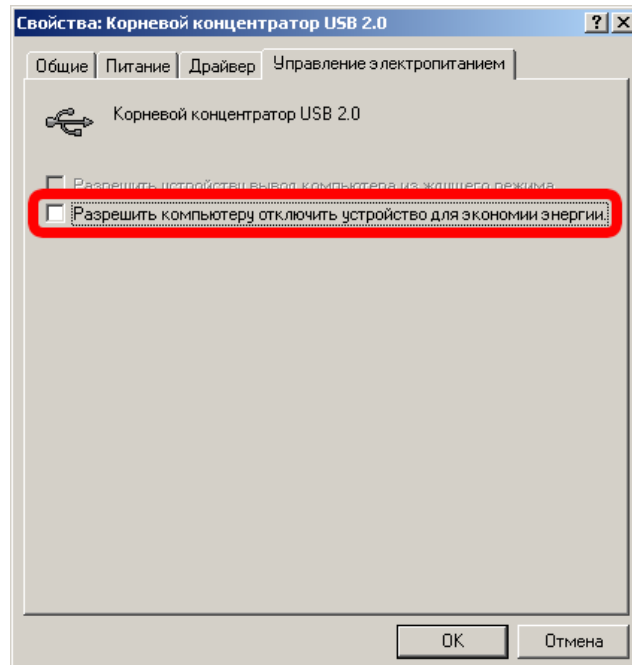 Свойства: Корневой концентратор USB 2.0
Общие Питание Драйвер Управление электропитанием
Корневой концентратор USB 2.0
Разрешить устройству вывод компьютера из ждущего режима
Разрешить компьютеру отключить устройство для экономии энергии.
OK Отмена